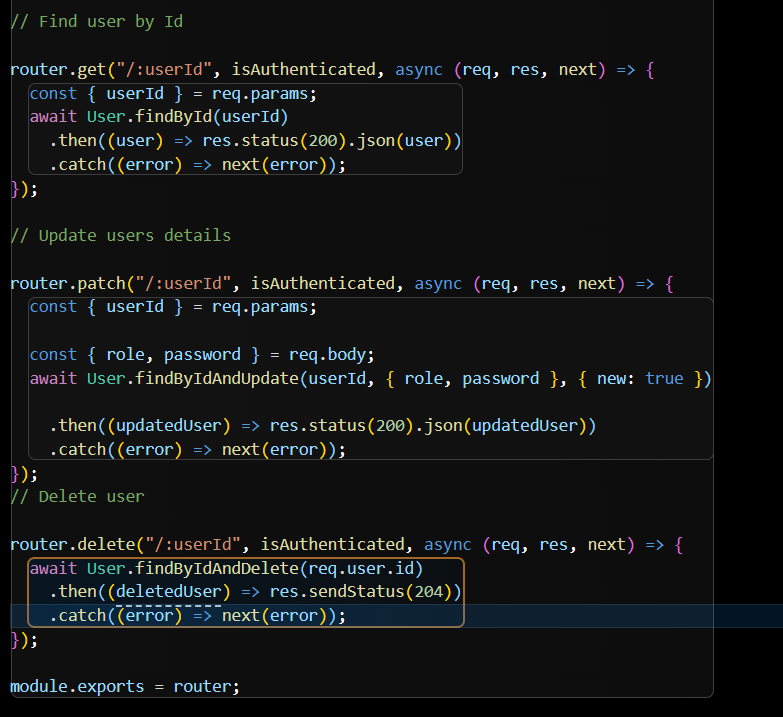 // Find user by Id
router.get("/:userId", isAuthenticated, async (req, res, next) => {
const { userId } = req.params;
await User.findById(userId)
.then((user) => res.status(200).json(user))
.catch((error) => next(error));
});
// Update users details
router.patch("/:userId", isAuthenticated, async (req, res, next) => {
const { userId } = req.params;
const { role, password } = req.body;
await User.findByIdAndUpdate(userId, { role, password }, { new: true })
.then((updatedUser) => res.status(200).json(updatedUser))
.catch((error) => next(error));
});
// Delete user
router.delete("/:userId", isAuthenticated, async (req, res, next) => {
await User.findByIdAndDelete(req.user.id)
.then((deletedUser) => res.sendStatus(204))
.catch((error) => next(error));
});
module.exports = router;